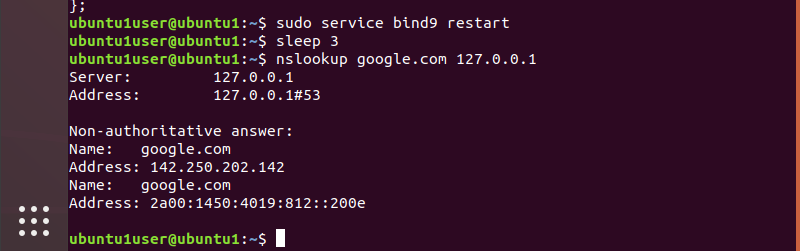 };
ubuntu1user@ubuntu1:~$ sudo service bind9 restart
ubuntu1user@ubuntu1:~$ sleep 3
ubuntu1user@ubuntu1:~$ nslookup google.com 127.0.0.1
Server:		127.0.0.1
Address:	127.0.0.1#53

Non-authoritative answer:
Name:	google.com
Address: 142.250.202.142
Name:	google.com
Address: 2a00:1450:4019:812::200e

ubuntu1user@ubuntu1:~$